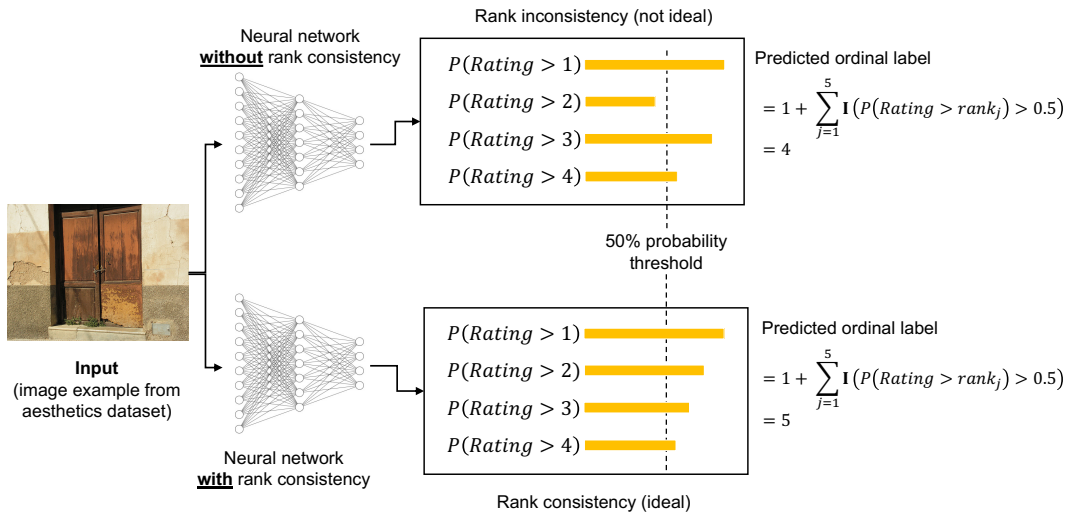 Rank inconsistency (not ideal)
Neural network
without rank consistency
P(Rating > 1)
P(Rating > 2)
P(Rating > 3)
P(Rating > 4)
Predicted ordinal label
= 1 + ∑_{j=1}^{5} I (P(Rating > rank_j) > 0.5)
= 4
50% probability
threshold
Input
(image example from
aesthetics dataset)
P(Rating > 1)
P(Rating > 2)
P(Rating > 3)
P(Rating > 4)
Predicted ordinal label
= 1 + ∑_{j=1}^{5} I (P(Rating > rank_j) > 0.5)
= 5
Neural network
with rank consistency
Rank consistency (ideal)